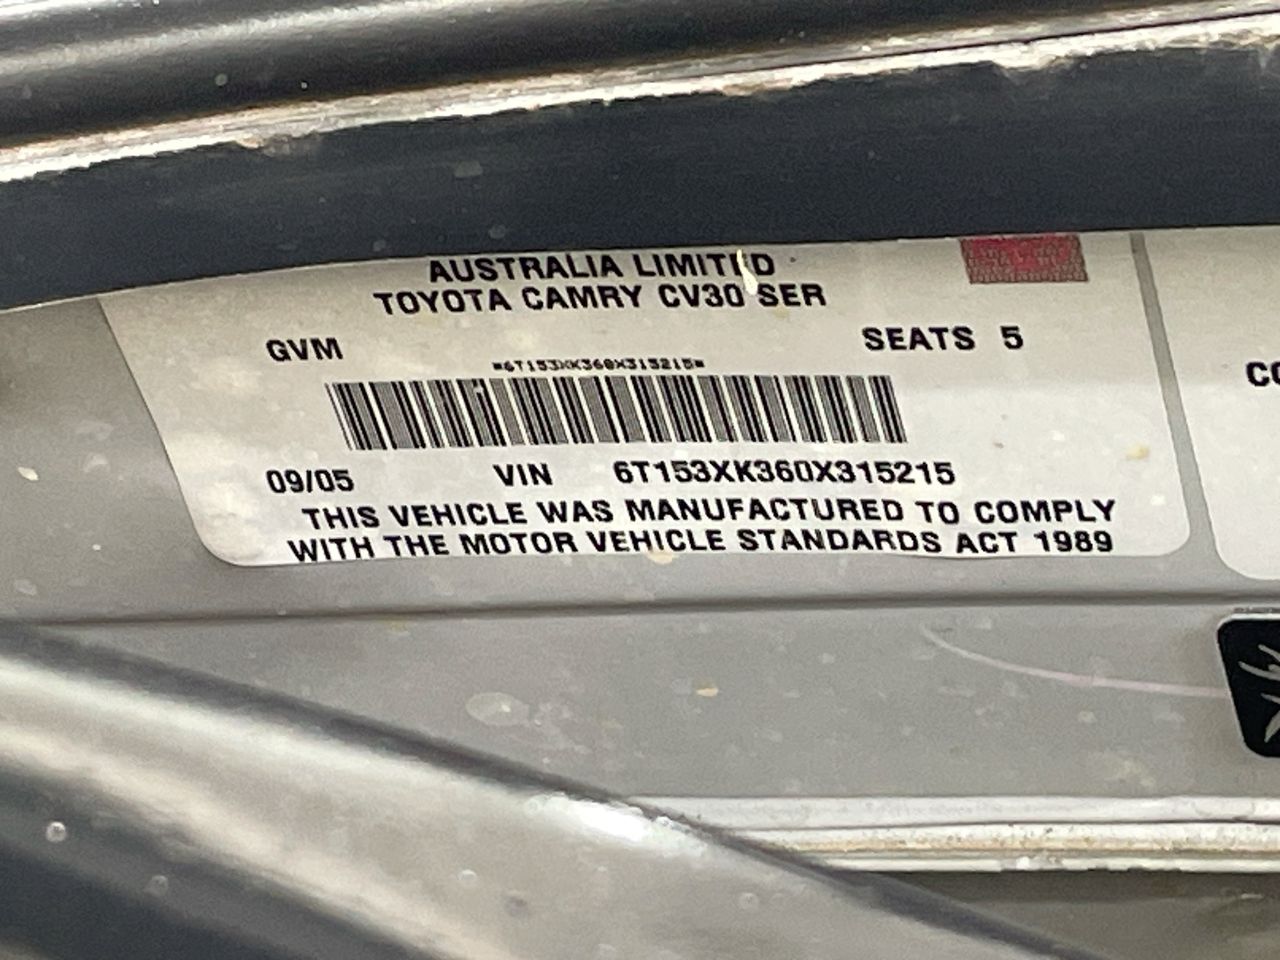 AUSTRALIA LIMITED
TOYOTA CAMRY CV30 SER
GVM SEATS 5
*6T153XK360X315215*
09/05 VIN 6T153XK360X315215
THIS VEHICLE WAS MANUFACTURED TO COMPLY
WITH THE MOTOR VEHICLE STANDARDS ACT 1989